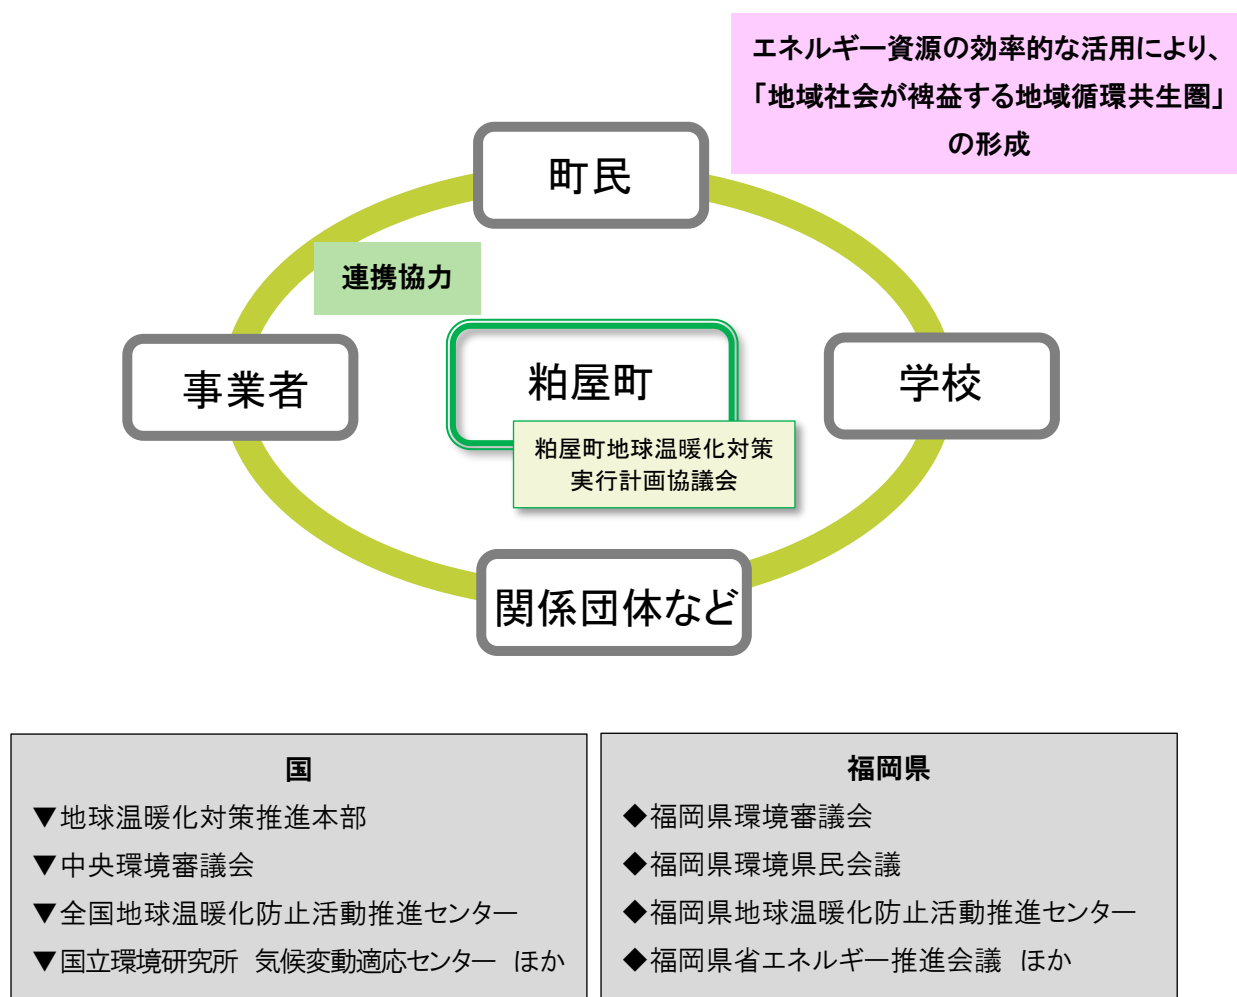 エネルギー資源の効率的な活用により、
「地域社会が裨益する地域循環共生圏」
の形成
町民
連携協力
事業者
粕屋町
学校
粕屋町地球温暖化対策
実行計画協議会
関係団体など
国
▼地球温暖化対策推進本部
▼中央環境審議会
▼全国地球温暖化防止活動推進センター
▼国立環境研究所 気候変動適応センター ほか
福岡県
◆福岡県環境審議会
◆福岡県環境県民会議
◆福岡県地球温暖化防止活動推進センター
◆福岡県省エネルギー推進会議 ほか